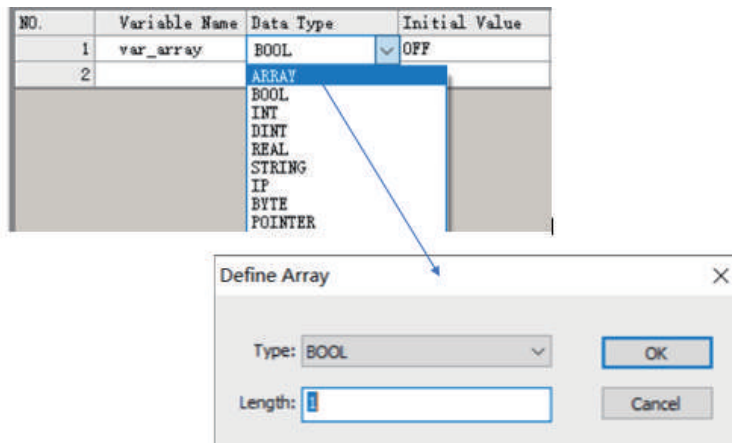 NO. Variable Name Data Type Initial Value
1 var_array BOOL OFF
2 ARRAY
BOOL
INT
DINT
REAL
STRING
IP
BYTE
POINTER
Define Array
Type: BOOL OK
Length: 1 Cancel